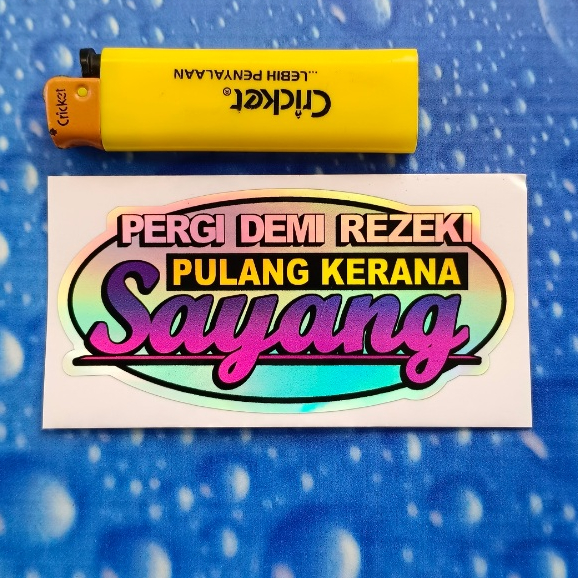 Cricket
Cricket®
...LEBIH PENYALAAN
PERGI DEMI REZEKI
PULANG KERANA
Sayang